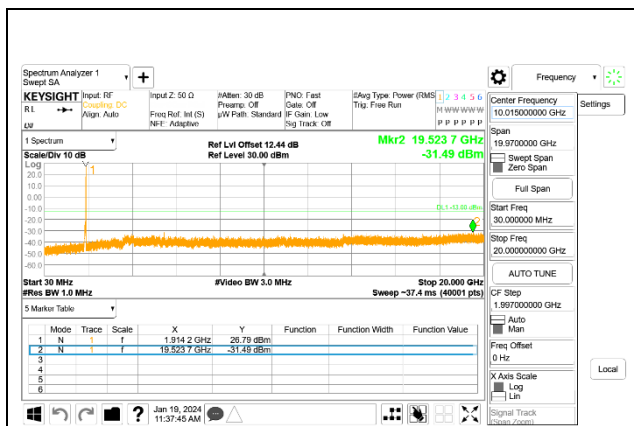 Spectrum Analyzer 1
Swept SA
+
Frequency
KEYSIGHT
Input: RF
Input Z: 50 Ω
#Atten: 30 dB
PNO: Fast
#Avg Type: Power (RMS
1 2 3 4 5 6
RL
Coupling: DC
Preamp: Off
Gate: Off
Trig: Free Run
M W W W W W
Align: Auto
Freq Ref: Int (S)
µW Path: Standard
IF Gain: Low
NFE: Adaptive
Sig Track: Off
P P P P P P
1 Spectrum
Ref Lvl Offset 12.44 dB
Mkr2 19.523 7 GHz
Scale/Div 10 dB
Ref Level 30.00 dBm
-31.49 dBm
Log
1
20.0
10.0
0.00
-10.0
DL1 -13.00 dBm
-20.0
2
-30.0
-40.0
-50.0
-60.0
Start 30 MHz
#Video BW 3.0 MHz
Stop 20.000 GHz
#Res BW 1.0 MHz
Sweep ~37.4 ms (40001 pts)
5 Marker Table
Mode Trace Scale X Y Function Function Width Function Value
1 N 1 f 1.914 2 GHz 26.79 dBm
2 N 1 f 19.523 7 GHz -31.49 dBm
3
4
5
6
Jan 19, 2024
11:37:45 AM
?
Center Frequency
10.015000000 GHz
Settings
Span
19.9700000 GHz
Swept Span
Zero Span
Full Span
Start Freq
30.000000 MHz
Stop Freq
20.00000000 GHz
AUTO TUNE
CF Step
1.997000000 GHz
Auto
Man
Freq Offset
0 Hz
X Axis Scale
Log
Lin
Local
Signal Track
(Span Zoom)